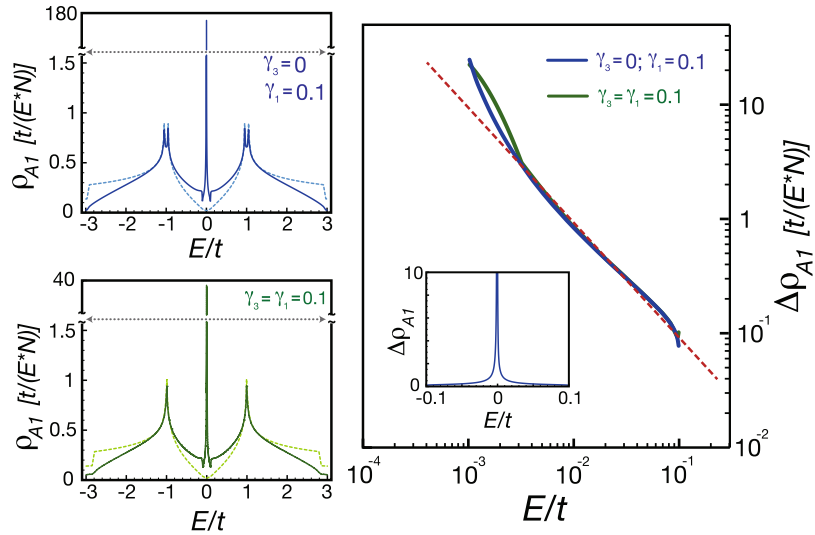 180
1.5
1
0.5
0
ρA1 [t/(E*N)]
γ3=0
γ1=0.1
-3 -2 -1 0 1 2 3
E/t
40
1.5
1
0.5
0
ρA1 [t/(E*N)]
γ3= γ1=0.1
-3 -2 -1 0 1 2 3
E/t
γ3=0; γ1=0.1
γ3= γ1=0.1
10
1
10-1
10-2
ΔρA1 [t/(E*N)]
10-4 10-3 10-2 10-1
E/t
10
0
ΔρA1
-0.1 0 0.1
E/t